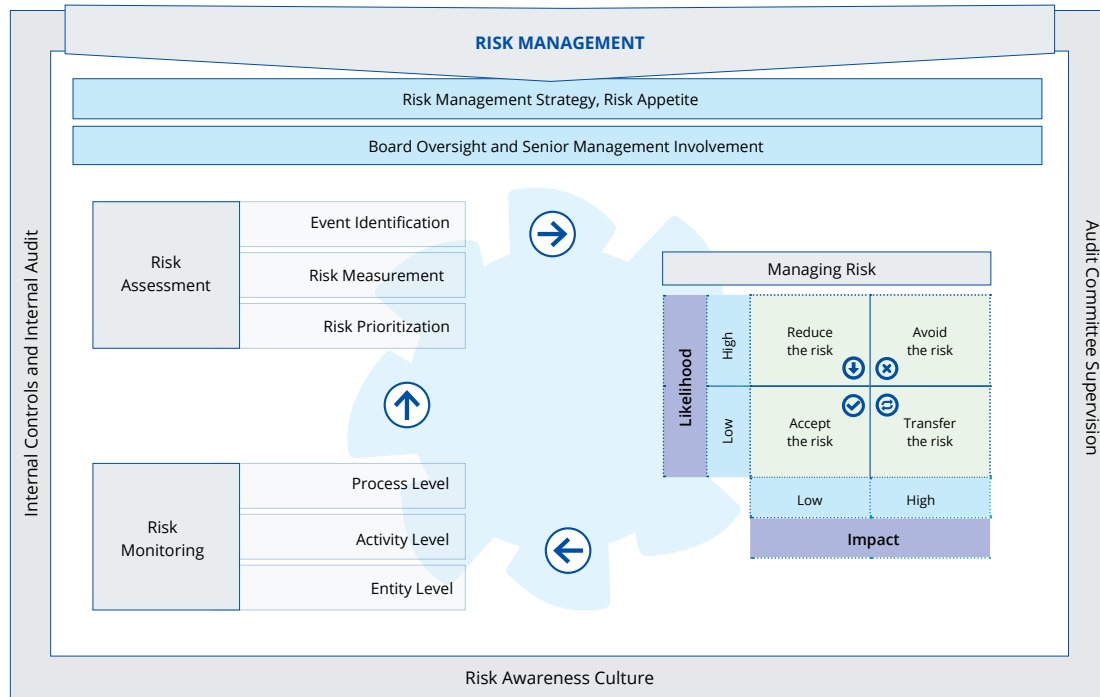 RISK MANAGEMENT
Risk Management Strategy, Risk Appetite
Board Oversight and Senior Management Involvement
Internal Controls and Internal Audit
Audit Committee Supervision
Risk
Assessment
Event Identification
Risk Measurement
Risk Prioritization
Managing Risk
Likelihood
High
Low
Reduce
the risk
Avoid
the risk
Accept
the risk
Transfer
the risk
Low
High
Impact
Risk
Monitoring
Process Level
Activity Level
Entity Level
Risk Awareness Culture